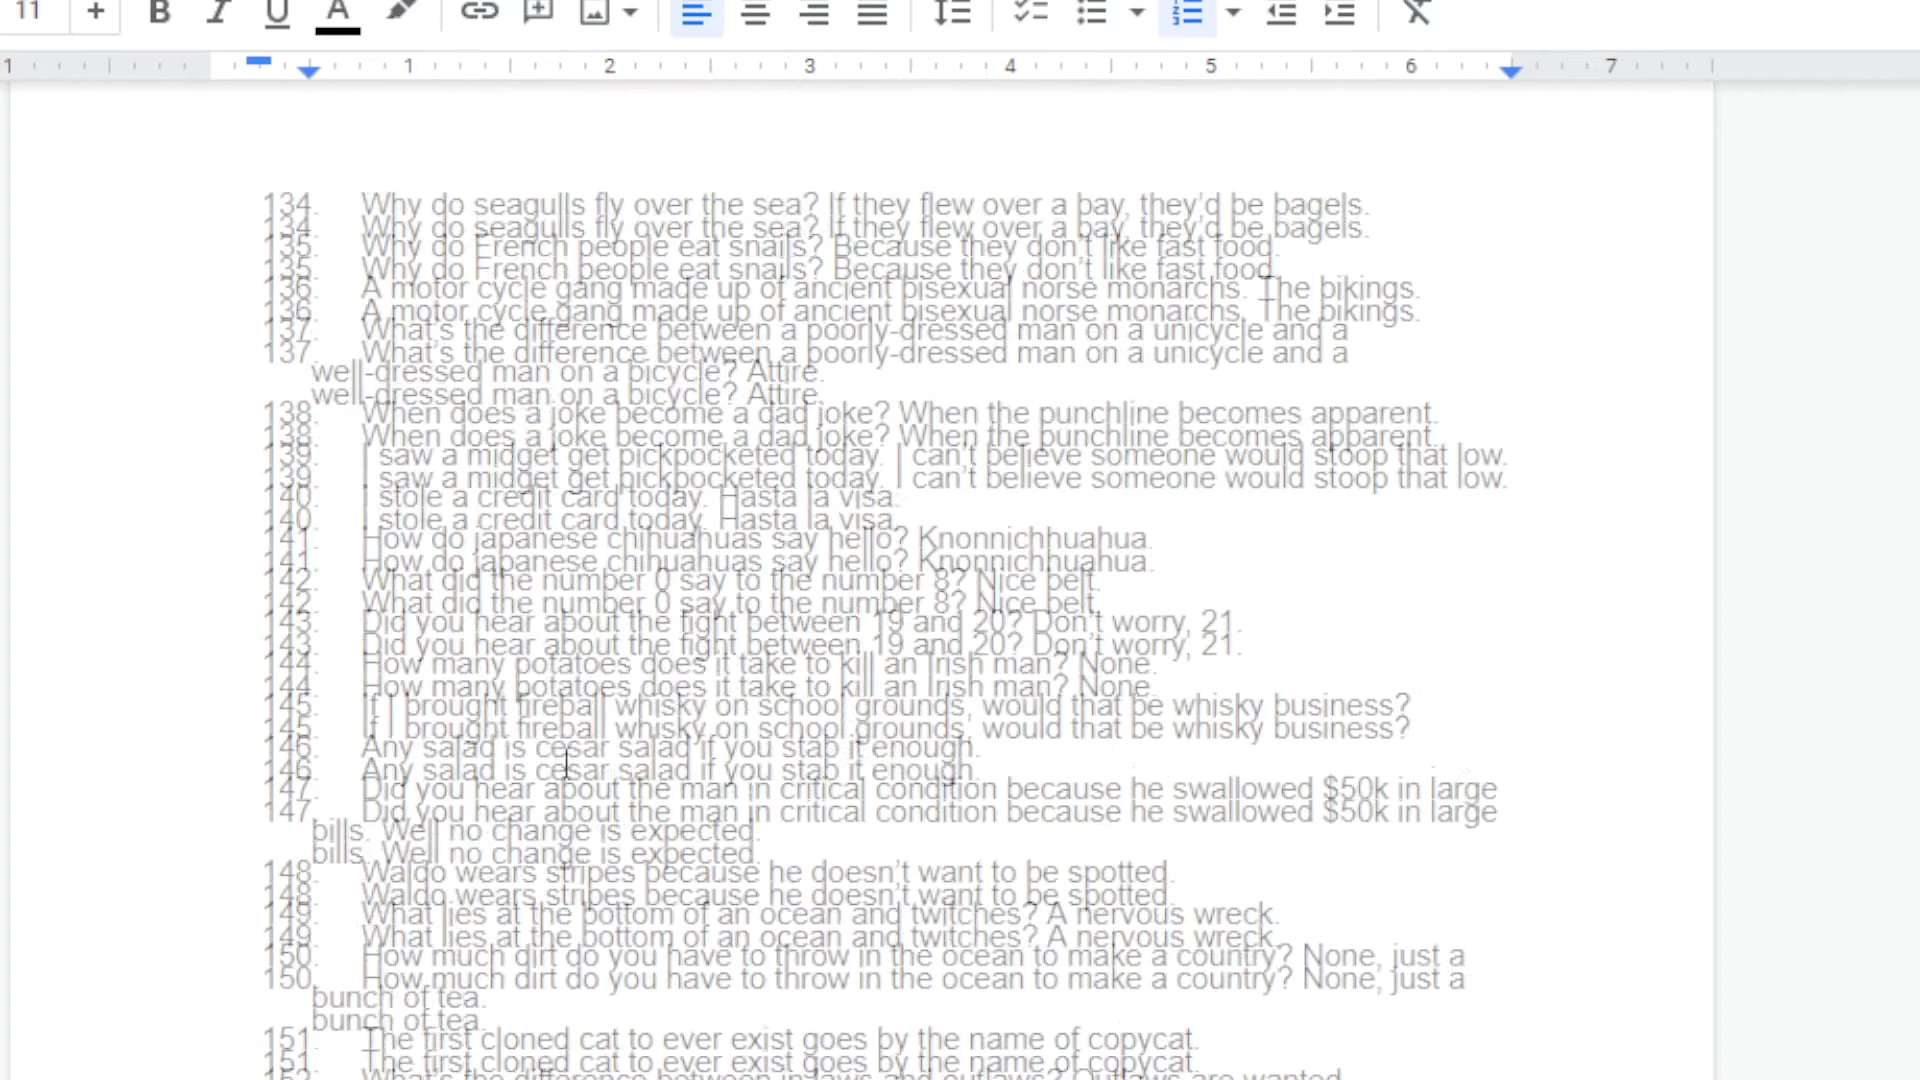 11
1 1 2 3 4 5 6 7
134. Why do seagulls fly over the sea? If they flew over a bay, they'd be bagels.
134. Why do seagulls fly over the sea? If they flew over a bay, they'd be bagels.
135. Why do French people eat snails? Because they don't like fast food.
135. Why do French people eat snails? Because they don't like fast food.
136. A motor cycle gang made up of ancient bisexual norse monarchs. The bikings.
136. A motor cycle gang made up of ancient bisexual norse monarchs. The bikings.
137. What's the difference between a poorly-dressed man on a unicycle and a
137. What's the difference between a poorly-dressed man on a unicycle and a
well-dressed man on a bicycle? Attire.
well-dressed man on a bicycle? Attire.
138. When does a joke become a dad joke? When the punchline becomes apparent.
138. When does a joke become a dad joke? When the punchline becomes apparent.
139. I saw a midget get pickpocketed today. I can't believe someone would stoop that low.
139. I saw a midget get pickpocketed today. I can't believe someone would stoop that low.
140. I stole a credit card today. Hasta la visa.
140. I stole a credit card today. Hasta la visa.
141. How do japanese chihuahuas say hello? Knonnichhuahua.
141. How do japanese chihuahuas say hello? Knonnichhuahua.
142. What did the number 0 say to the number 8? Nice belt.
142. What did the number 0 say to the number 8? Nice belt.
143. Did you hear about the fight between 19 and 20? Don't worry, 21.
143. Did you hear about the fight between 19 and 20? Don't worry, 21.
144. How many potatoes does it take to kill an Irish man? None.
144. How many potatoes does it take to kill an Irish man? None.
145. If I brought fireball whisky on school grounds, would that be whisky business?
145. If I brought fireball whisky on school grounds, would that be whisky business?
146. Any salad is cesar salad if you stab it enough.
146. Any salad is cesar salad if you stab it enough.
147. Did you hear about the man in critical condition because he swallowed $50k in large
147. Did you hear about the man in critical condition because he swallowed $50k in large
bills. Well no change is expected.
bills. Well no change is expected.
148. Waldo wears stripes because he doesn't want to be spotted.
148. Waldo wears stripes because he doesn't want to be spotted.
149. What lies at the bottom of an ocean and twitches? A nervous wreck.
149. What lies at the bottom of an ocean and twitches? A nervous wreck.
150. How much dirt do you have to throw in the ocean to make a country? None, just a
150. How much dirt do you have to throw in the ocean to make a country? None, just a
bunch of tea.
bunch of tea.
151. The first cloned cat to ever exist goes by the name of copycat.
151. The first cloned cat to ever exist goes by the name of copycat.
152. What's the difference between in-laws and outlaws? Outlaws are wanted.